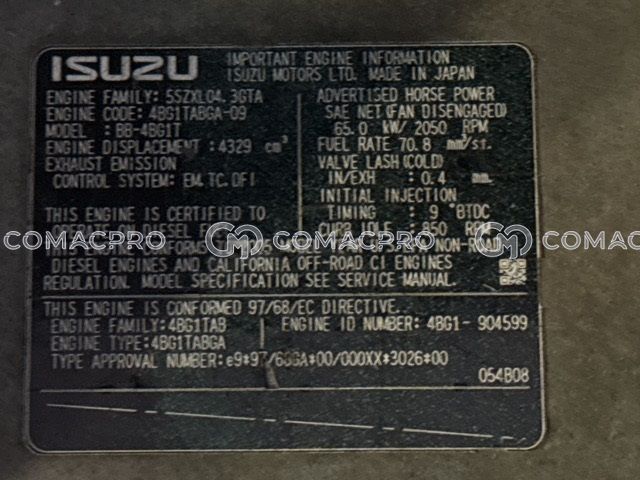 ISUZU
IMPORTANT ENGINE INFORMATION
ISUZU MOTORS LTD. MADE IN JAPAN
ENGINE FAMILY: 5SZXL04.3GTA
ENGINE CODE: 4BG1TABGA-09
MODEL: BB-4BG1T
ENGINE DISPLACEMENT:4329 cm³
EXHAUST EMISSION
CONTROL SYSTEM: EM,TC,DFI
ADVERTISED HORSE POWER
SAE NET(FAN DISENGAGED)
65.0 kW/2050 RPM
FUEL RATE 70.8 mm³/st.
VALVE LASH(COLD)
IN/EXH : 0.4 mm
INITIAL INJECTION
TIMING : 9 °BTDC
THIS ENGINE IS CERTIFIED TO
THIS ENGINE NON-ROAD
DIESEL ENGINES AND CALIFORNIA OFF-ROAD CI ENGINES
REGULATION. MODEL SPECIFICATION SEE SERVICE MANUAL.
COMACPRO CM COMACPRO CM COMACPRO
THIS ENGINE IS CONFORMED 97/68/EC DIRECTIVE.
ENGINE FAMILY:4BG1TAB
ENGINE ID NUMBER: 4BG1- 904599
ENGINE TYPE:4BG1TABGA
TYPE APPROVAL NUMBER: e9*97/68GA*00/000XX*3026*00
054B08